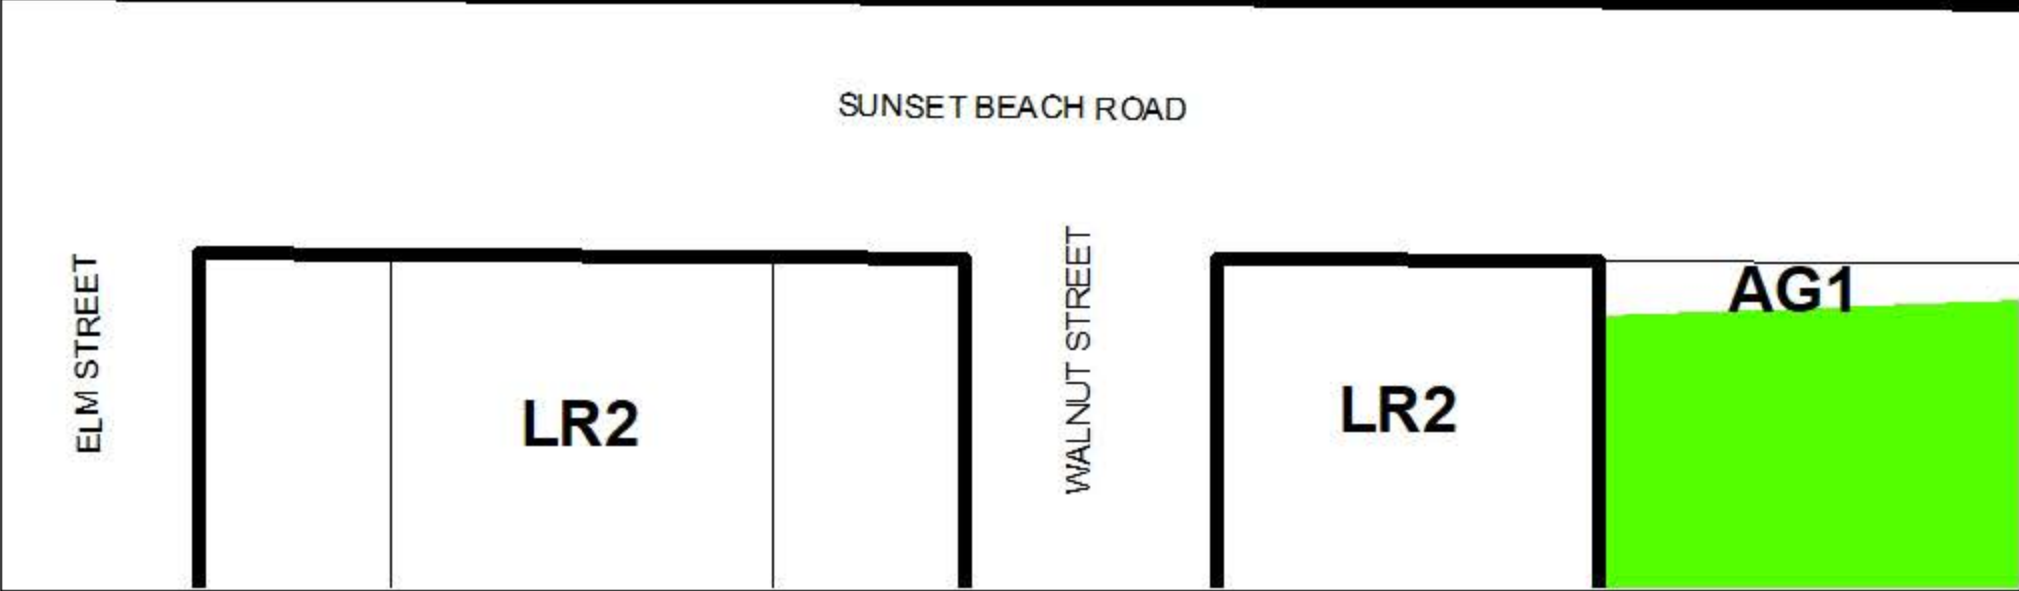 SUNSET BEACH ROAD
ELM STREET
LR2
WALNUT STREET
LR2
AG1